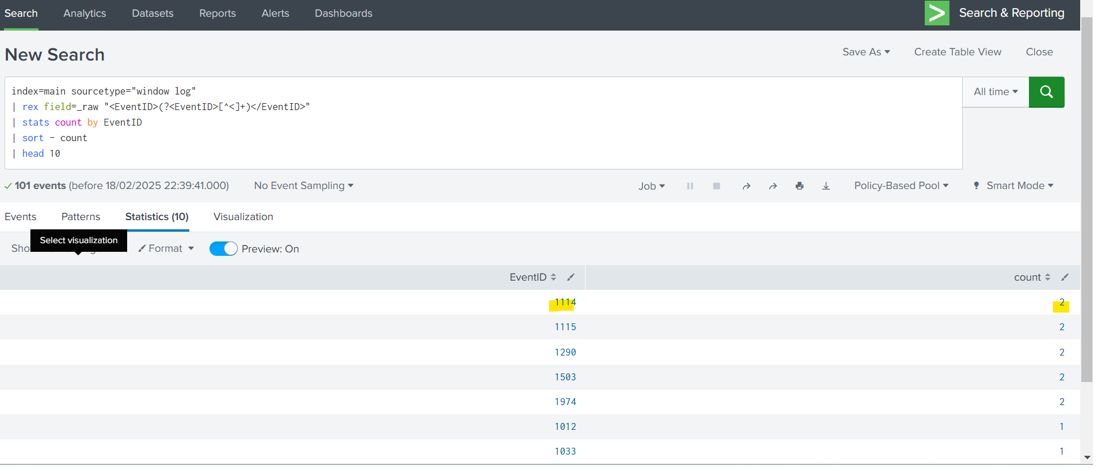 Search Analytics Datasets Reports Alerts Dashboards > Search & Reporting
New Search Save As ▾ Create Table View Close
index=main sourcetype="window log"
| rex field=_raw "<EventID>(?<EventID>[^<]+)</EventID>"
| stats count by EventID
| sort - count
| head 10
All time ▾
✓ 101 events (before 18/02/2025 22:39:41.000) No Event Sampling ▾ Job ▾ Policy-Based Pool ▾ Smart Mode ▾
Events Patterns Statistics (10) Visualization
Select visualization
Format ▾ Preview: On
EventID count
1114 2
1115 2
1290 2
1503 2
1974 2
1012 1
1033 1